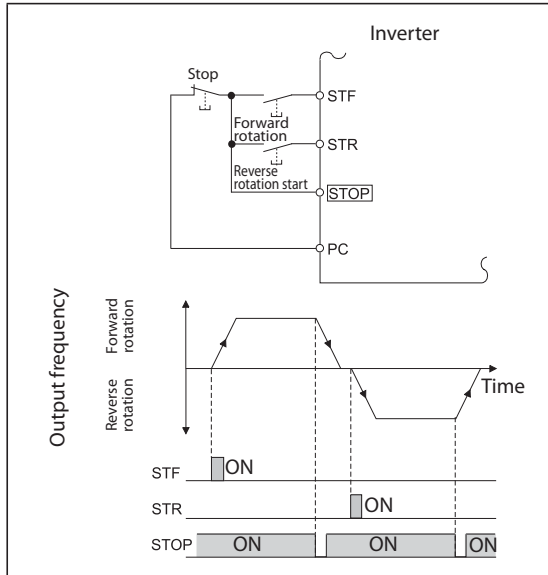 Inverter
Stop
STF
Forward
rotation
STR
Reverse
rotation start
STOP
PC
Output frequency
Forward
rotation
Reverse
rotation
Time
STF
ON
STR
ON
STOP
ON
ON
ON